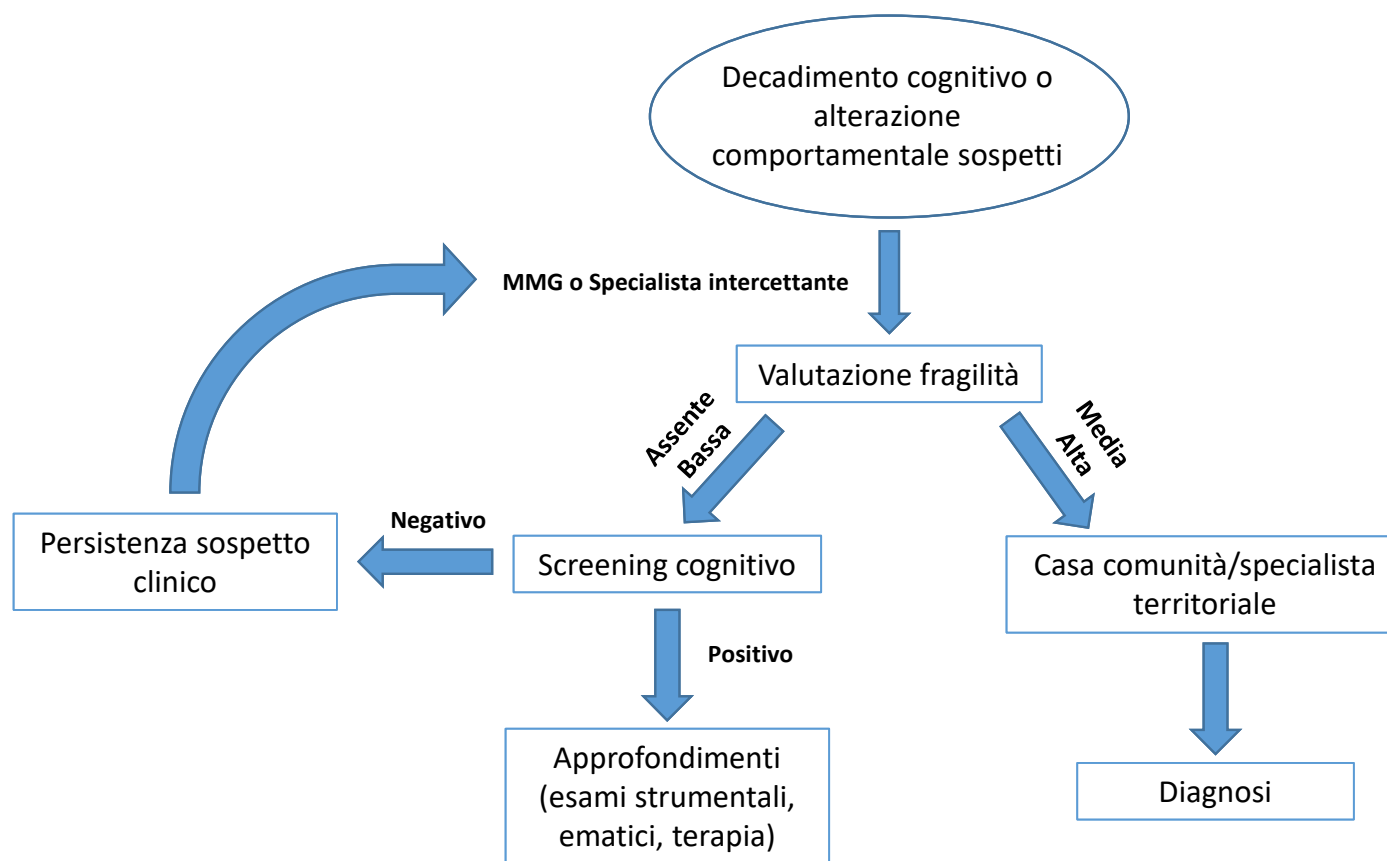 Decadimento cognitivo o
alterazione
comportamentale sospetti
MMG o Specialista intercettante
Valutazione fragilità
Assente
Bassa
Media
Alta
Negativo
Persistenza sospetto
clinico
Screening cognitivo
Casa comunità/specialista
territoriale
Positivo
Approfondimenti
(esami strumentali,
ematici, terapia)
Diagnosi